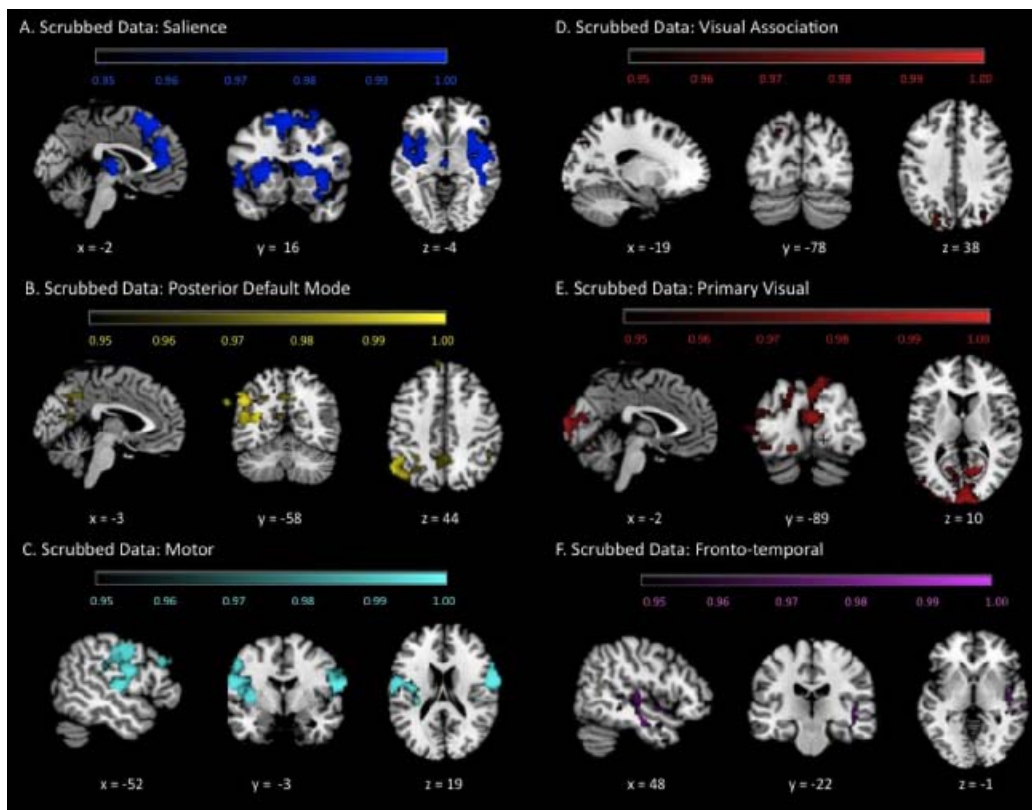 A. Scrubbed Data: Salience
0.95 0.96 0.97 0.98 0.99 1.00
x = -2 y = 16 z = -4
B. Scrubbed Data: Posterior Default Mode
0.95 0.96 0.97 0.98 0.99 1.00
x = -3 y = -58 z = 44
C. Scrubbed Data: Motor
0.95 0.96 0.97 0.98 0.99 1.00
x = -52 y = -3 z = 19
D. Scrubbed Data: Visual Association
0.95 0.96 0.97 0.98 0.99 1.00
x = -19 y = -78 z = 38
E. Scrubbed Data: Primary Visual
0.95 0.96 0.97 0.98 0.99 1.00
x = -2 y = -89 z = 10
F. Scrubbed Data: Fronto-temporal
0.95 0.96 0.97 0.98 0.99 1.00
x = 48 y = -22 z = -1